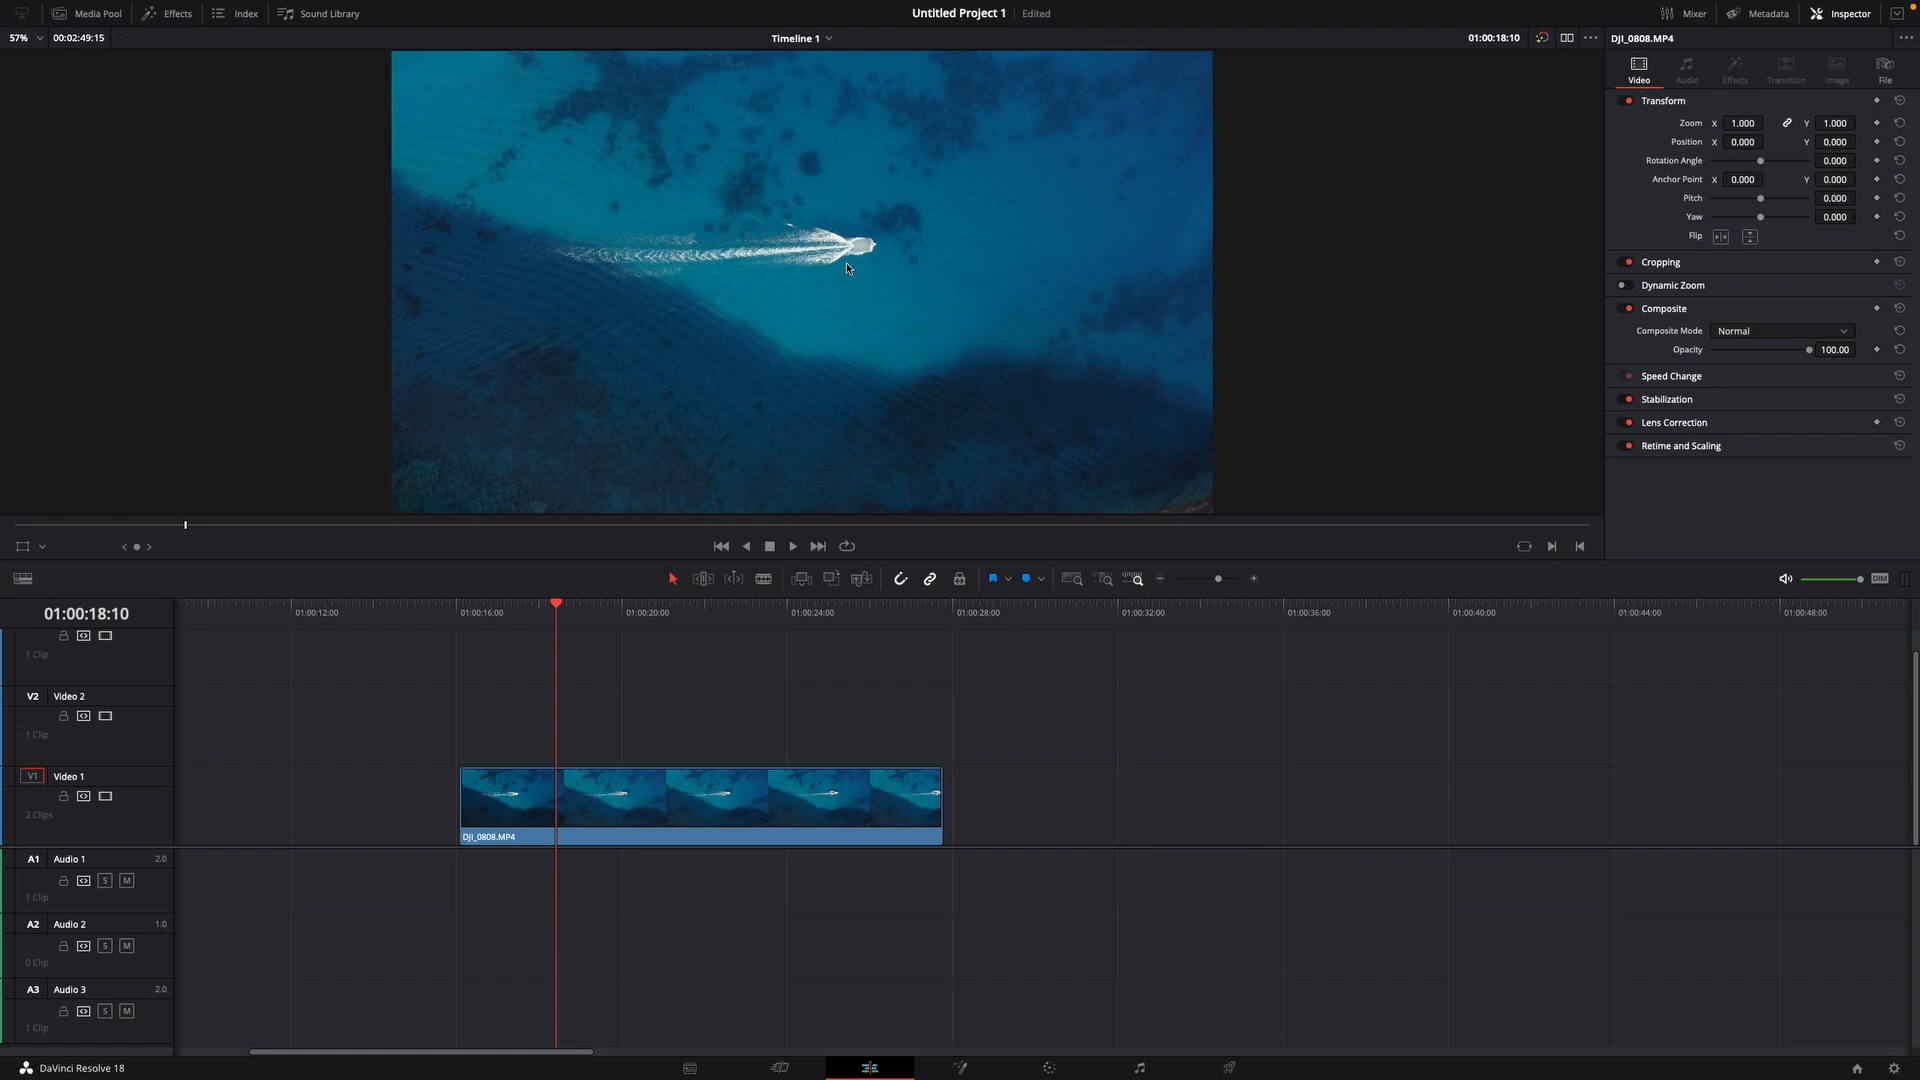 Media Pool Effects Index Sound Library Untitled Project 1 Edited Mixer Metadata Inspector
57% 00:02:49:15 Timeline 1 01:00:18:10 DJI_0808.MP4
Video Audio Effects Transition Image File
Transform
Zoom X 1.000 Y 1.000
Position X 0.000 Y 0.000
Rotation Angle 0.000
Anchor Point X 0.000 Y 0.000
Pitch 0.000
Yaw 0.000
Flip
Cropping
Dynamic Zoom
Composite
Composite Mode Normal
Opacity 100.00
Speed Change
Stabilization
Lens Correction
Retime and Scaling
DIM
01:00:18:10 01:00:12:00 01:00:16:00 01:00:20:00 01:00:24:00 01:00:28:00 01:00:32:00 01:00:36:00 01:00:40:00 01:00:44:00 01:00:48:00
1 Clip
V2 Video 2
1 Clip
V1 Video 1
2 Clips
DJI_0808.MP4
A1 Audio 1 2.0
S M
1 Clip
A2 Audio 2 1.0
S M
0 Clip
A3 Audio 3 2.0
S M
1 Clip
DaVinci Resolve 18